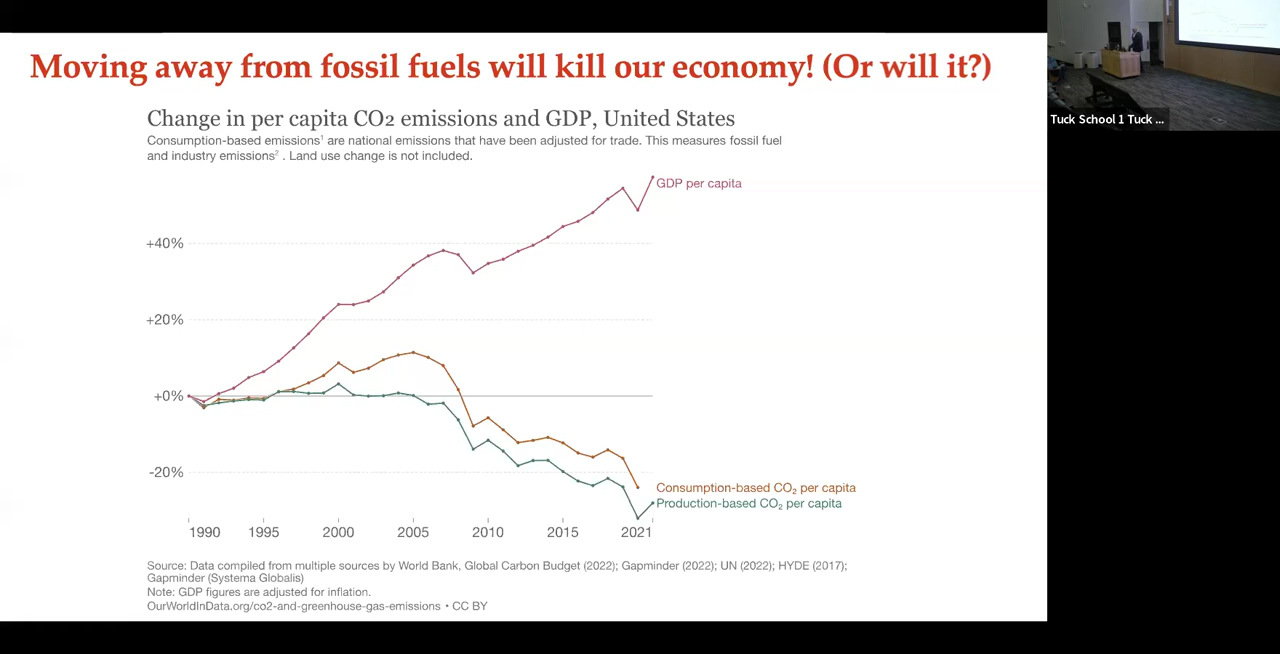 Moving away from fossil fuels will kill our economy! (Or will it?)
Change in per capita CO2 emissions and GDP, United States
Consumption-based emissions¹ are national emissions that have been adjusted for trade. This measures fossil fuel
and industry emissions² . Land use change is not included.
GDP per capita
+40%
+20%
+0%
-20%
Consumption-based CO₂ per capita
Production-based CO₂ per capita
1990 1995 2000 2005 2010 2015 2021
Source: Data compiled from multiple sources by World Bank, Global Carbon Budget (2022); Gapminder (2022); UN (2022); HYDE (2017);
Gapminder (Systema Globalis)
Note: GDP figures are adjusted for inflation.
OurWorldInData.org/co2-and-greenhouse-gas-emissions • CC BY
Tuck School 1 Tuck ...